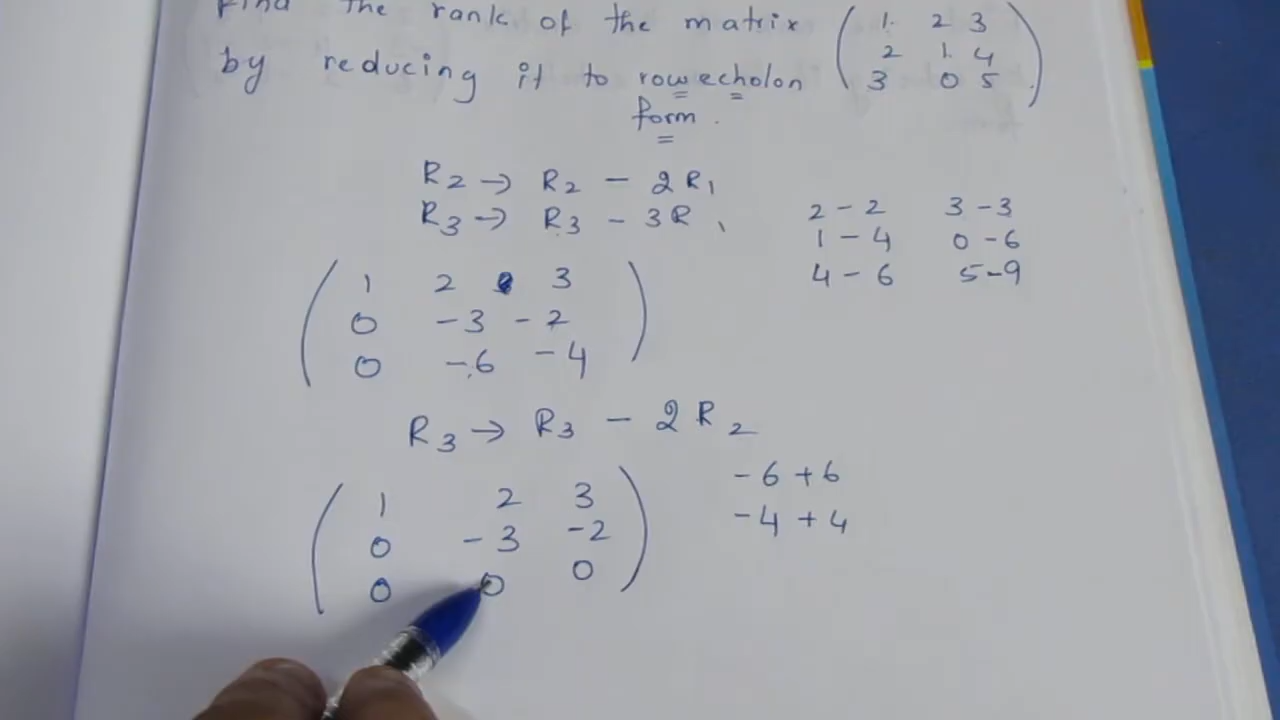 Find the rank of the matrix ( 1 2 3
2 1 4
by reducing it to rowecholon 3 0 5 )
form.
R2 → R2 - 2R1
R3 → R3 - 3R1
2 - 2 3 - 3
1 - 4 0 - 6
4 - 6 5 - 9
( 1 2 3
0 -3 -2
0 -6 -4 )
R3 → R3 - 2R2
-6 + 6
-4 + 4
( 1 2 3
0 -3 -2
0 0 0 )